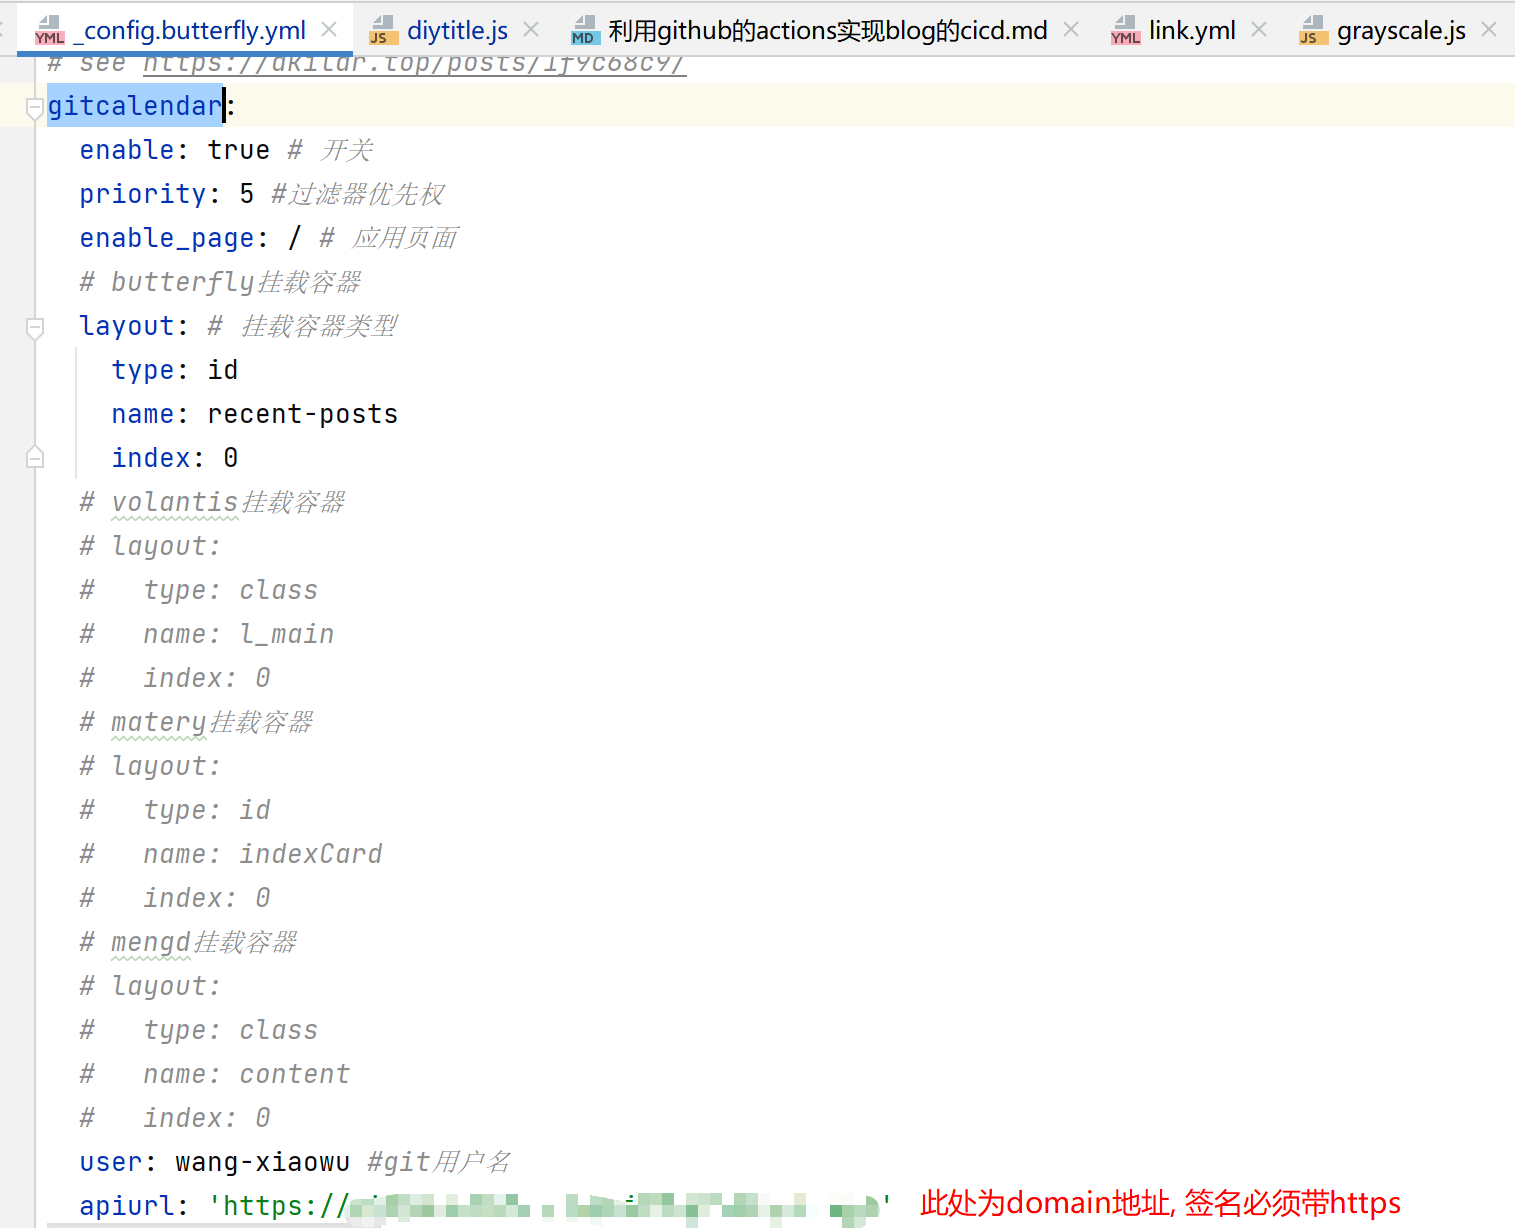 _config.butterfly.yml diytitle.js 利用github的actions实现blog的cicd.md link.yml grayscale.js
# see https://akilar.top/posts/1f9c68c9/
gitcalendar:
enable: true # 开关
priority: 5 #过滤器优先权
enable_page: / # 应用页面
# butterfly挂载容器
layout: # 挂载容器类型
type: id
name: recent-posts
index: 0
# volantis挂载容器
# layout:
#   type: class
#   name: l_main
#   index: 0
# matery挂载容器
# layout:
#   type: id
#   name: indexCard
#   index: 0
# mengd挂载容器
# layout:
#   type: class
#   name: content
#   index: 0
user: wang-xiaowu #git用户名
apiurl: 'https:// ' 此处为domain地址, 签名必须带https